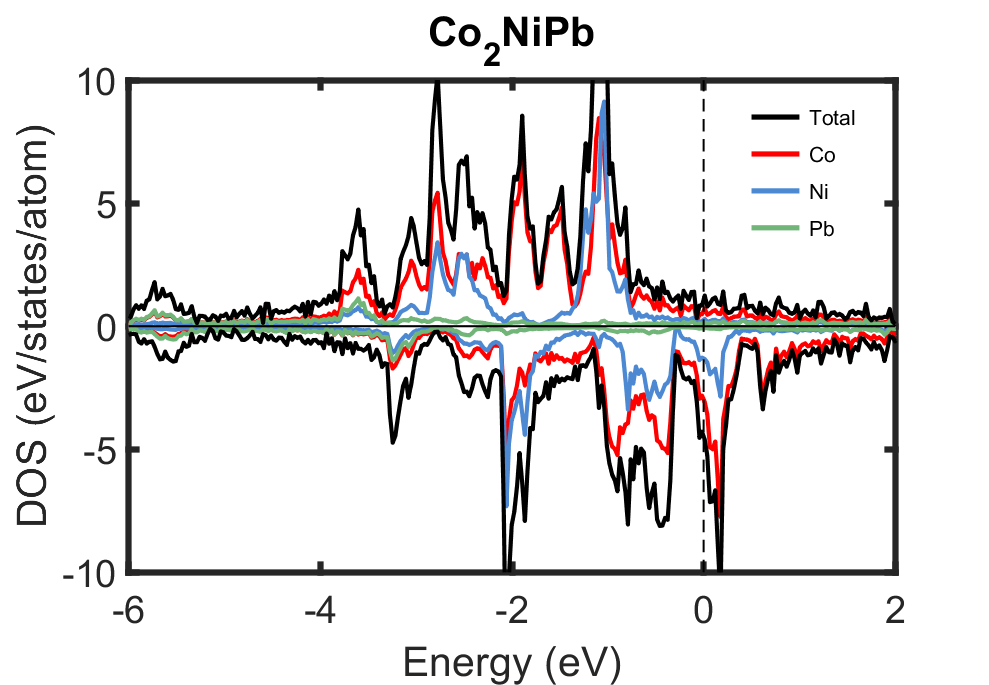 Co₂NiPb
DOS (eV/states/atom)
10
5
0
-5
-10
Total
Co
Ni
Pb
-6
-4
-2
0
2
Energy (eV)